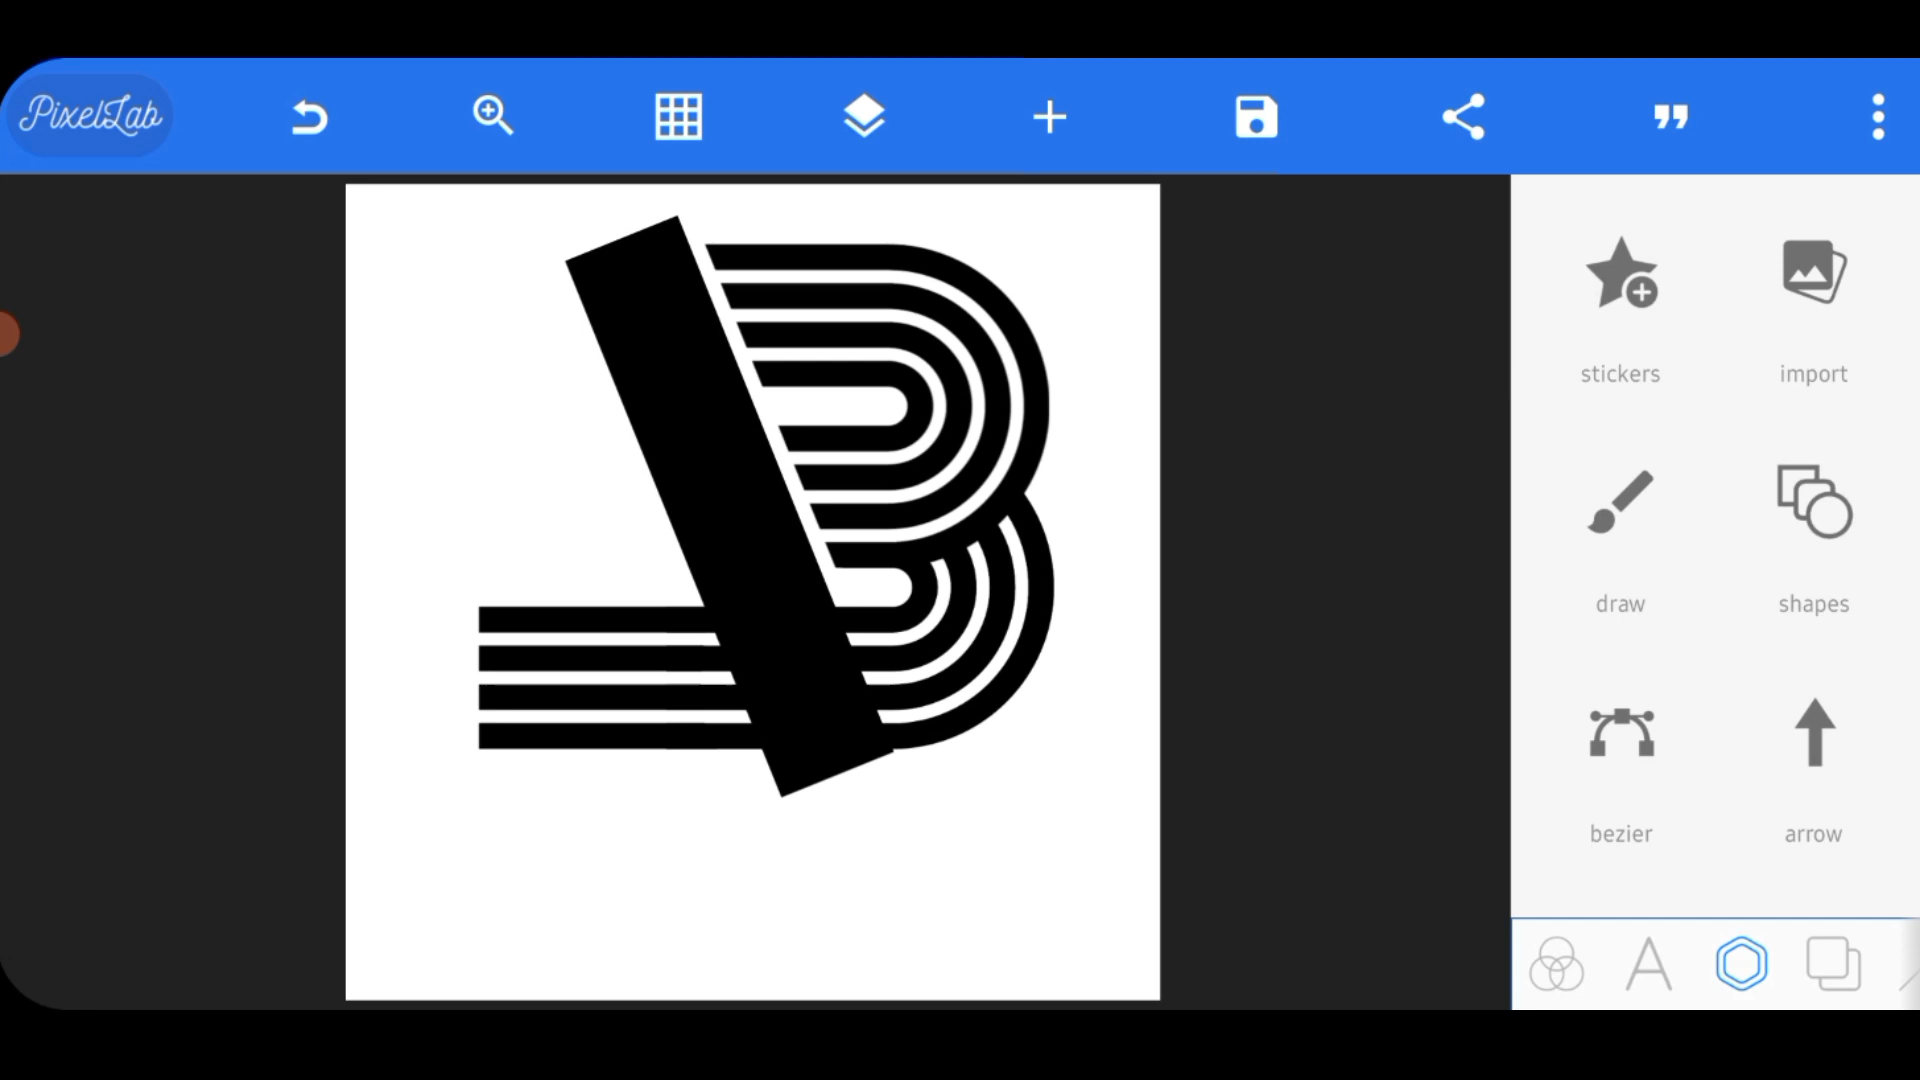 PixelLab
stickers
import
draw
shapes
bezier
arrow